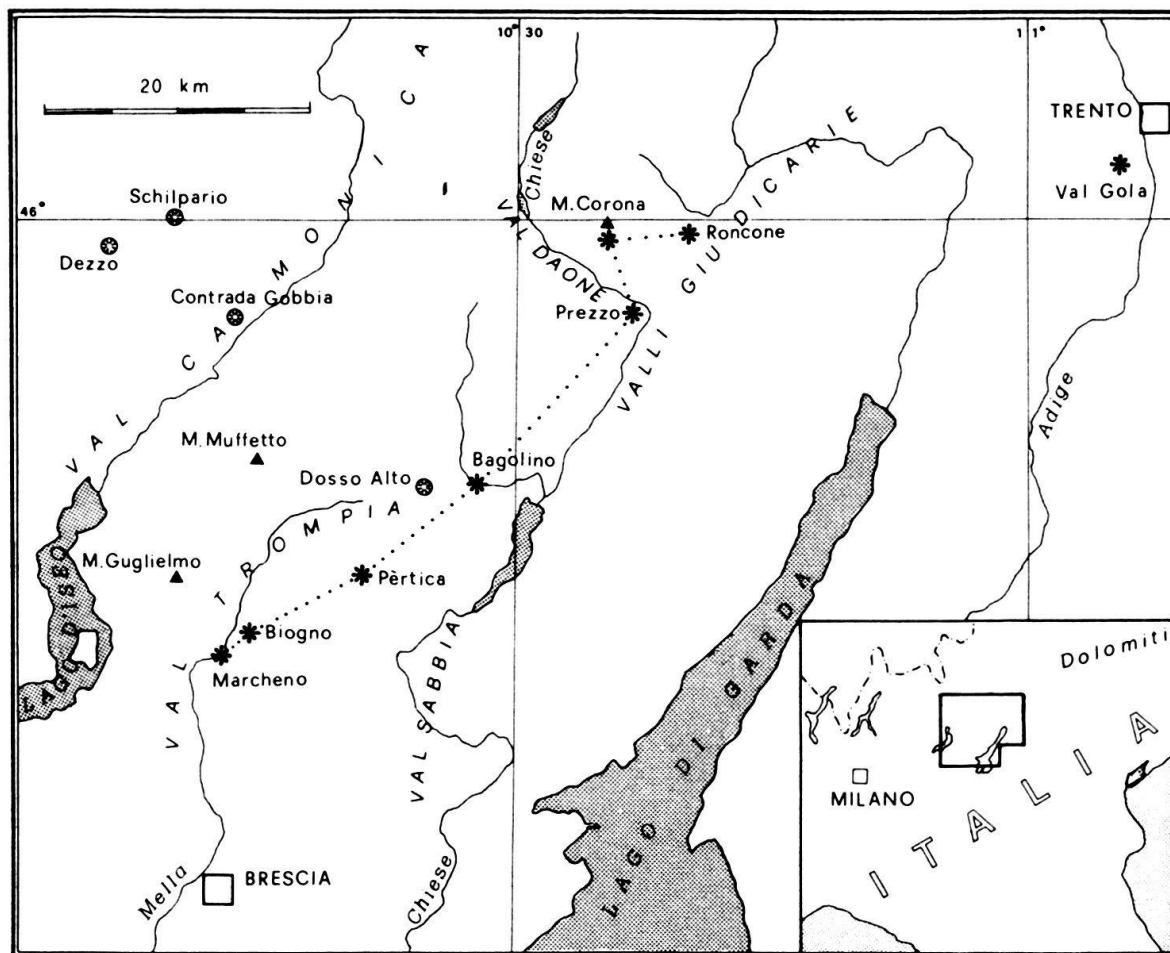 10° 30
11°
20 km
TRENTO
Val Gola
VAL CAMONICA
Chiese
VALLI GIUDICARIE
46°
Schilpario
M. Corona
Roncone
Dezzo
VAL DAONE
Contrada Gobbia
Prezzo
Adige
M. Muffetto
Bagolino
Dosso Alto
VAL TROMPIA
M. Guglielmo
Pèrtica
LAGO D'ISEO
Biogno
Marcheno
VAL SABBIA
LAGO DI GARDA
Dolomiti
MILANO
ITALIA
BRESCIA
Mella
Chiese